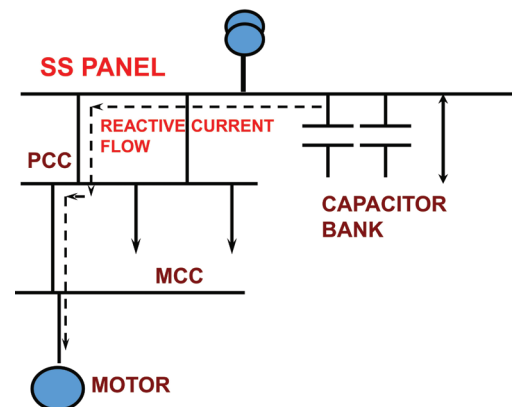 SS PANEL
REACTIVE CURRENT
FLOW
PCC
CAPACITOR
BANK
MCC
MOTOR